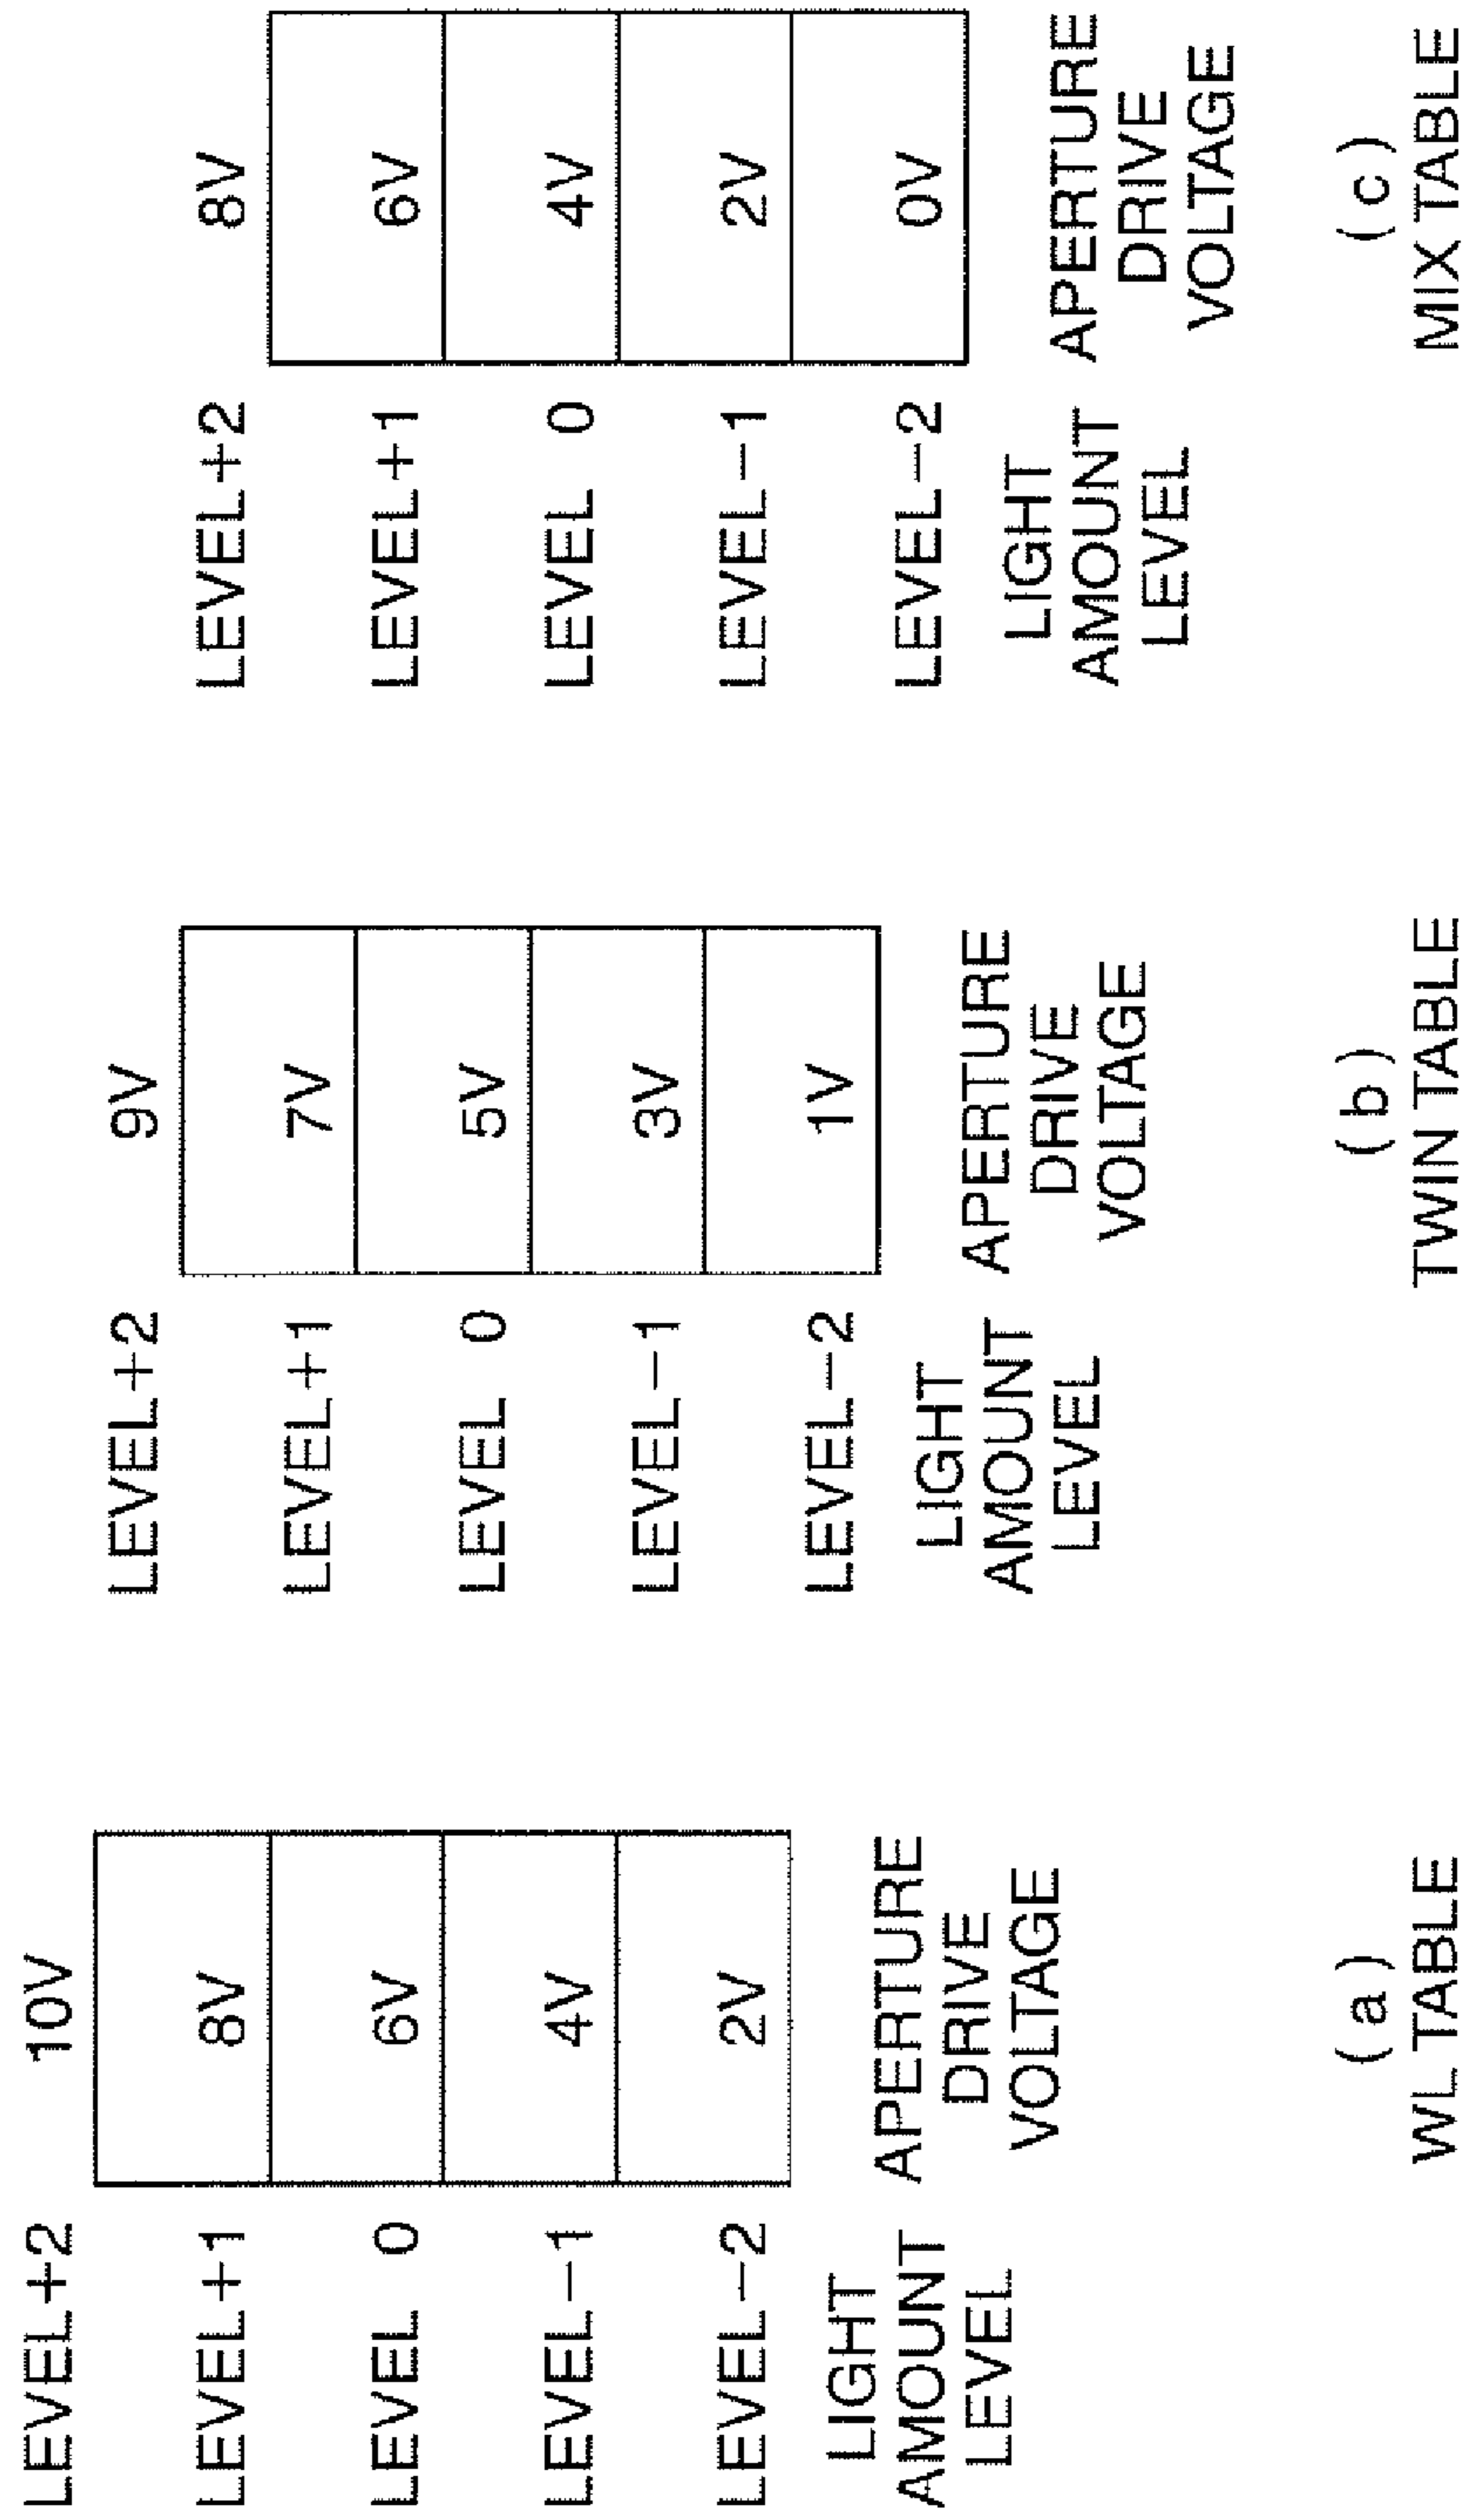 LEVEL+2 10V
LEVEL+1 8V
LEVEL 0 6V
LEVEL−1 4V
LEVEL−2 2V
LIGHT
AMOUNT
LEVEL
APERTURE
DRIVE
VOLTAGE
(a)
WL TABLE
LEVEL+2 9V
LEVEL+1 7V
LEVEL 0 5V
LEVEL−1 3V
LEVEL−2 1V
LIGHT
AMOUNT
LEVEL
APERTURE
DRIVE
VOLTAGE
(b)
TWIN TABLE
LEVEL+2 8V
LEVEL+1 6V
LEVEL 0 4V
LEVEL−1 2V
LEVEL−2 0V
LIGHT
AMOUNT
LEVEL
APERTURE
DRIVE
VOLTAGE
(c)
MIX TABLE